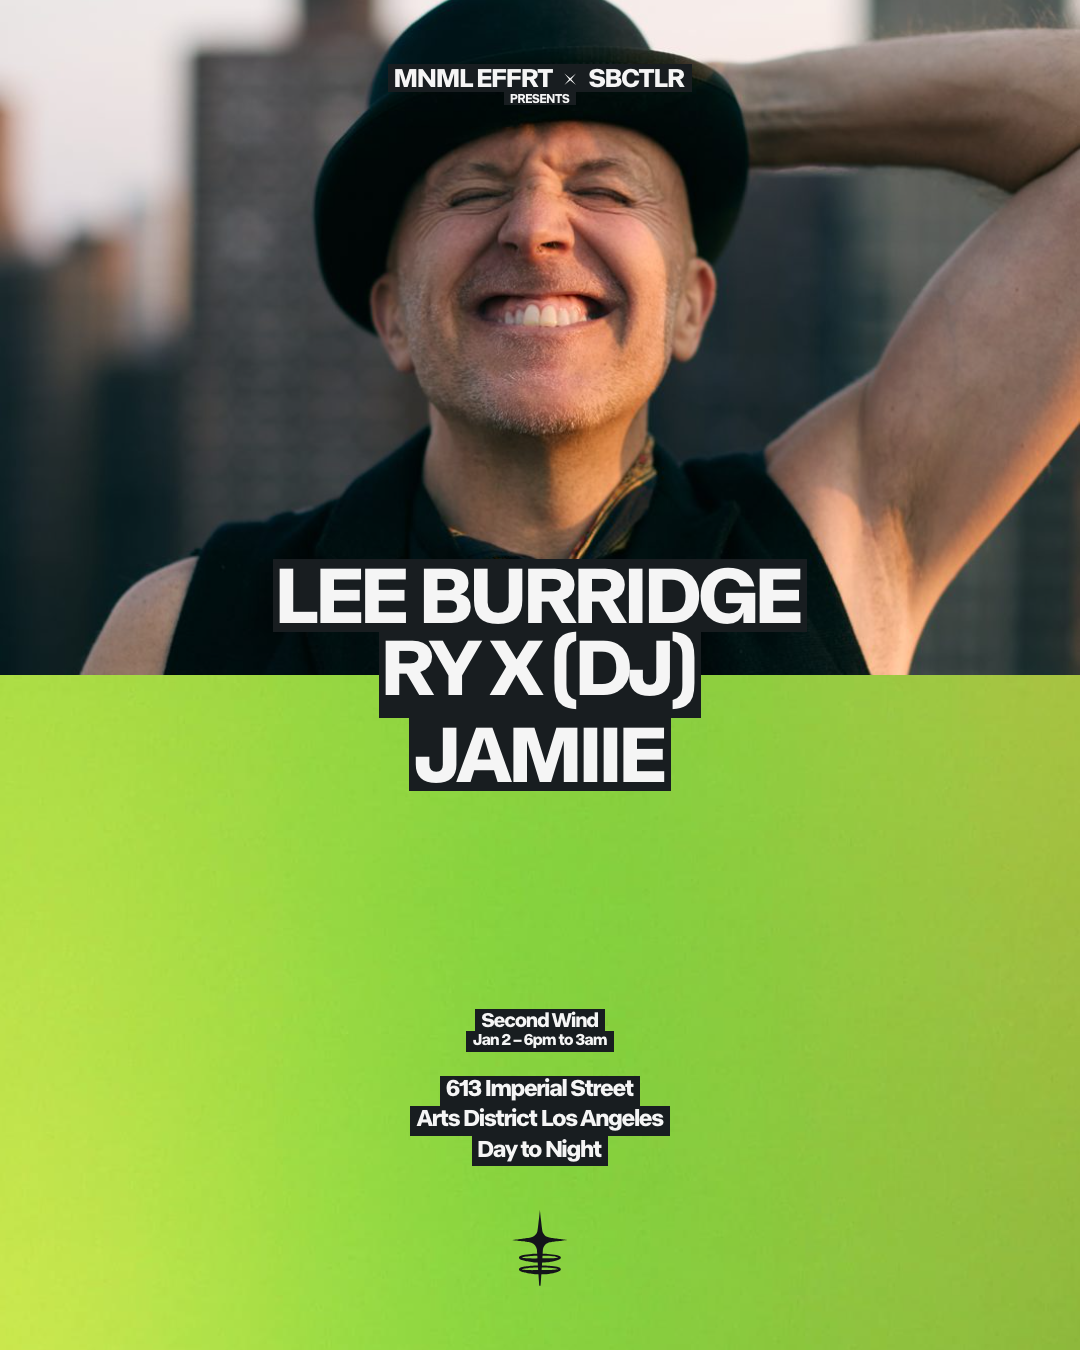 MNML EFFRT × SBCTLR
PRESENTS
LEE BURRIDGE
RY X (DJ)
JAMIIE
Second Wind
Jan 2 – 6pm to 3am
613 Imperial Street
Arts District Los Angeles
Day to Night